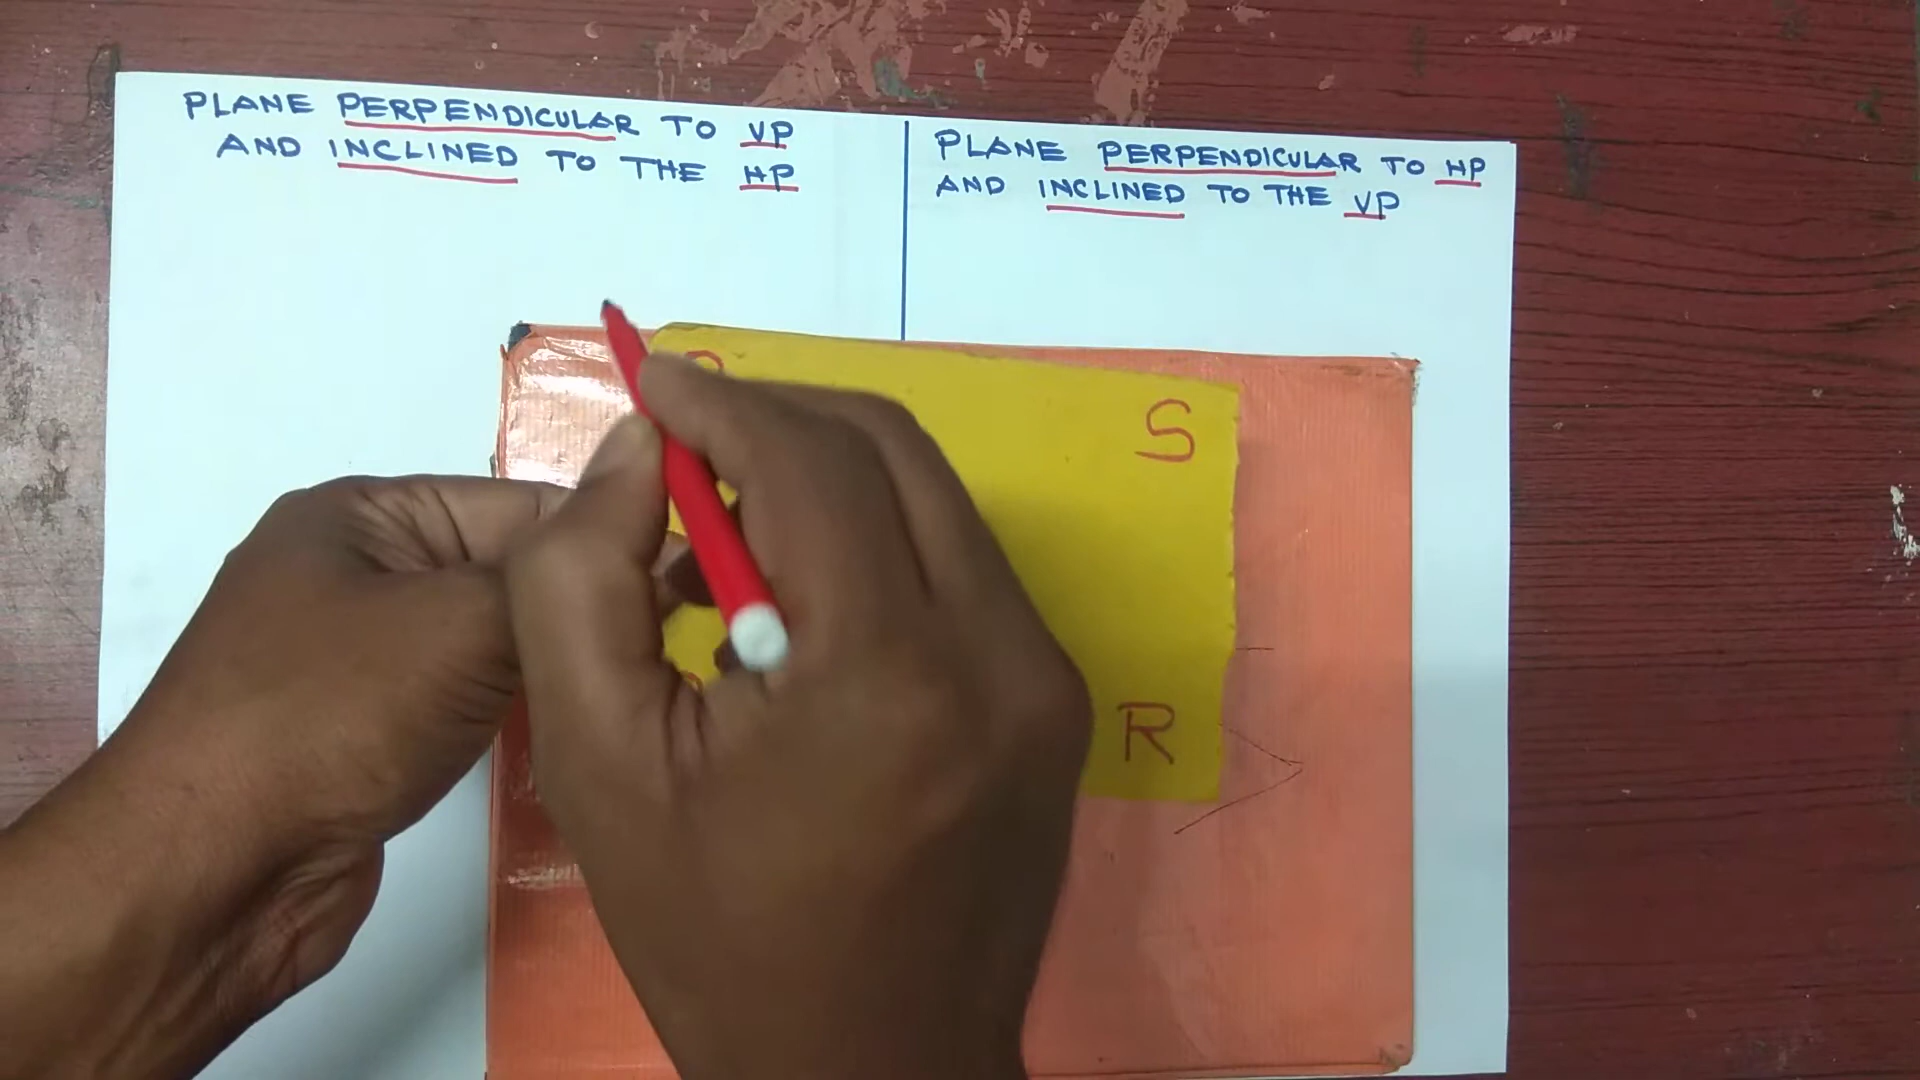 PLANE PERPENDICULAR TO VP
AND INCLINED TO THE HP
PLANE PERPENDICULAR TO HP
AND INCLINED TO THE VP
S
R